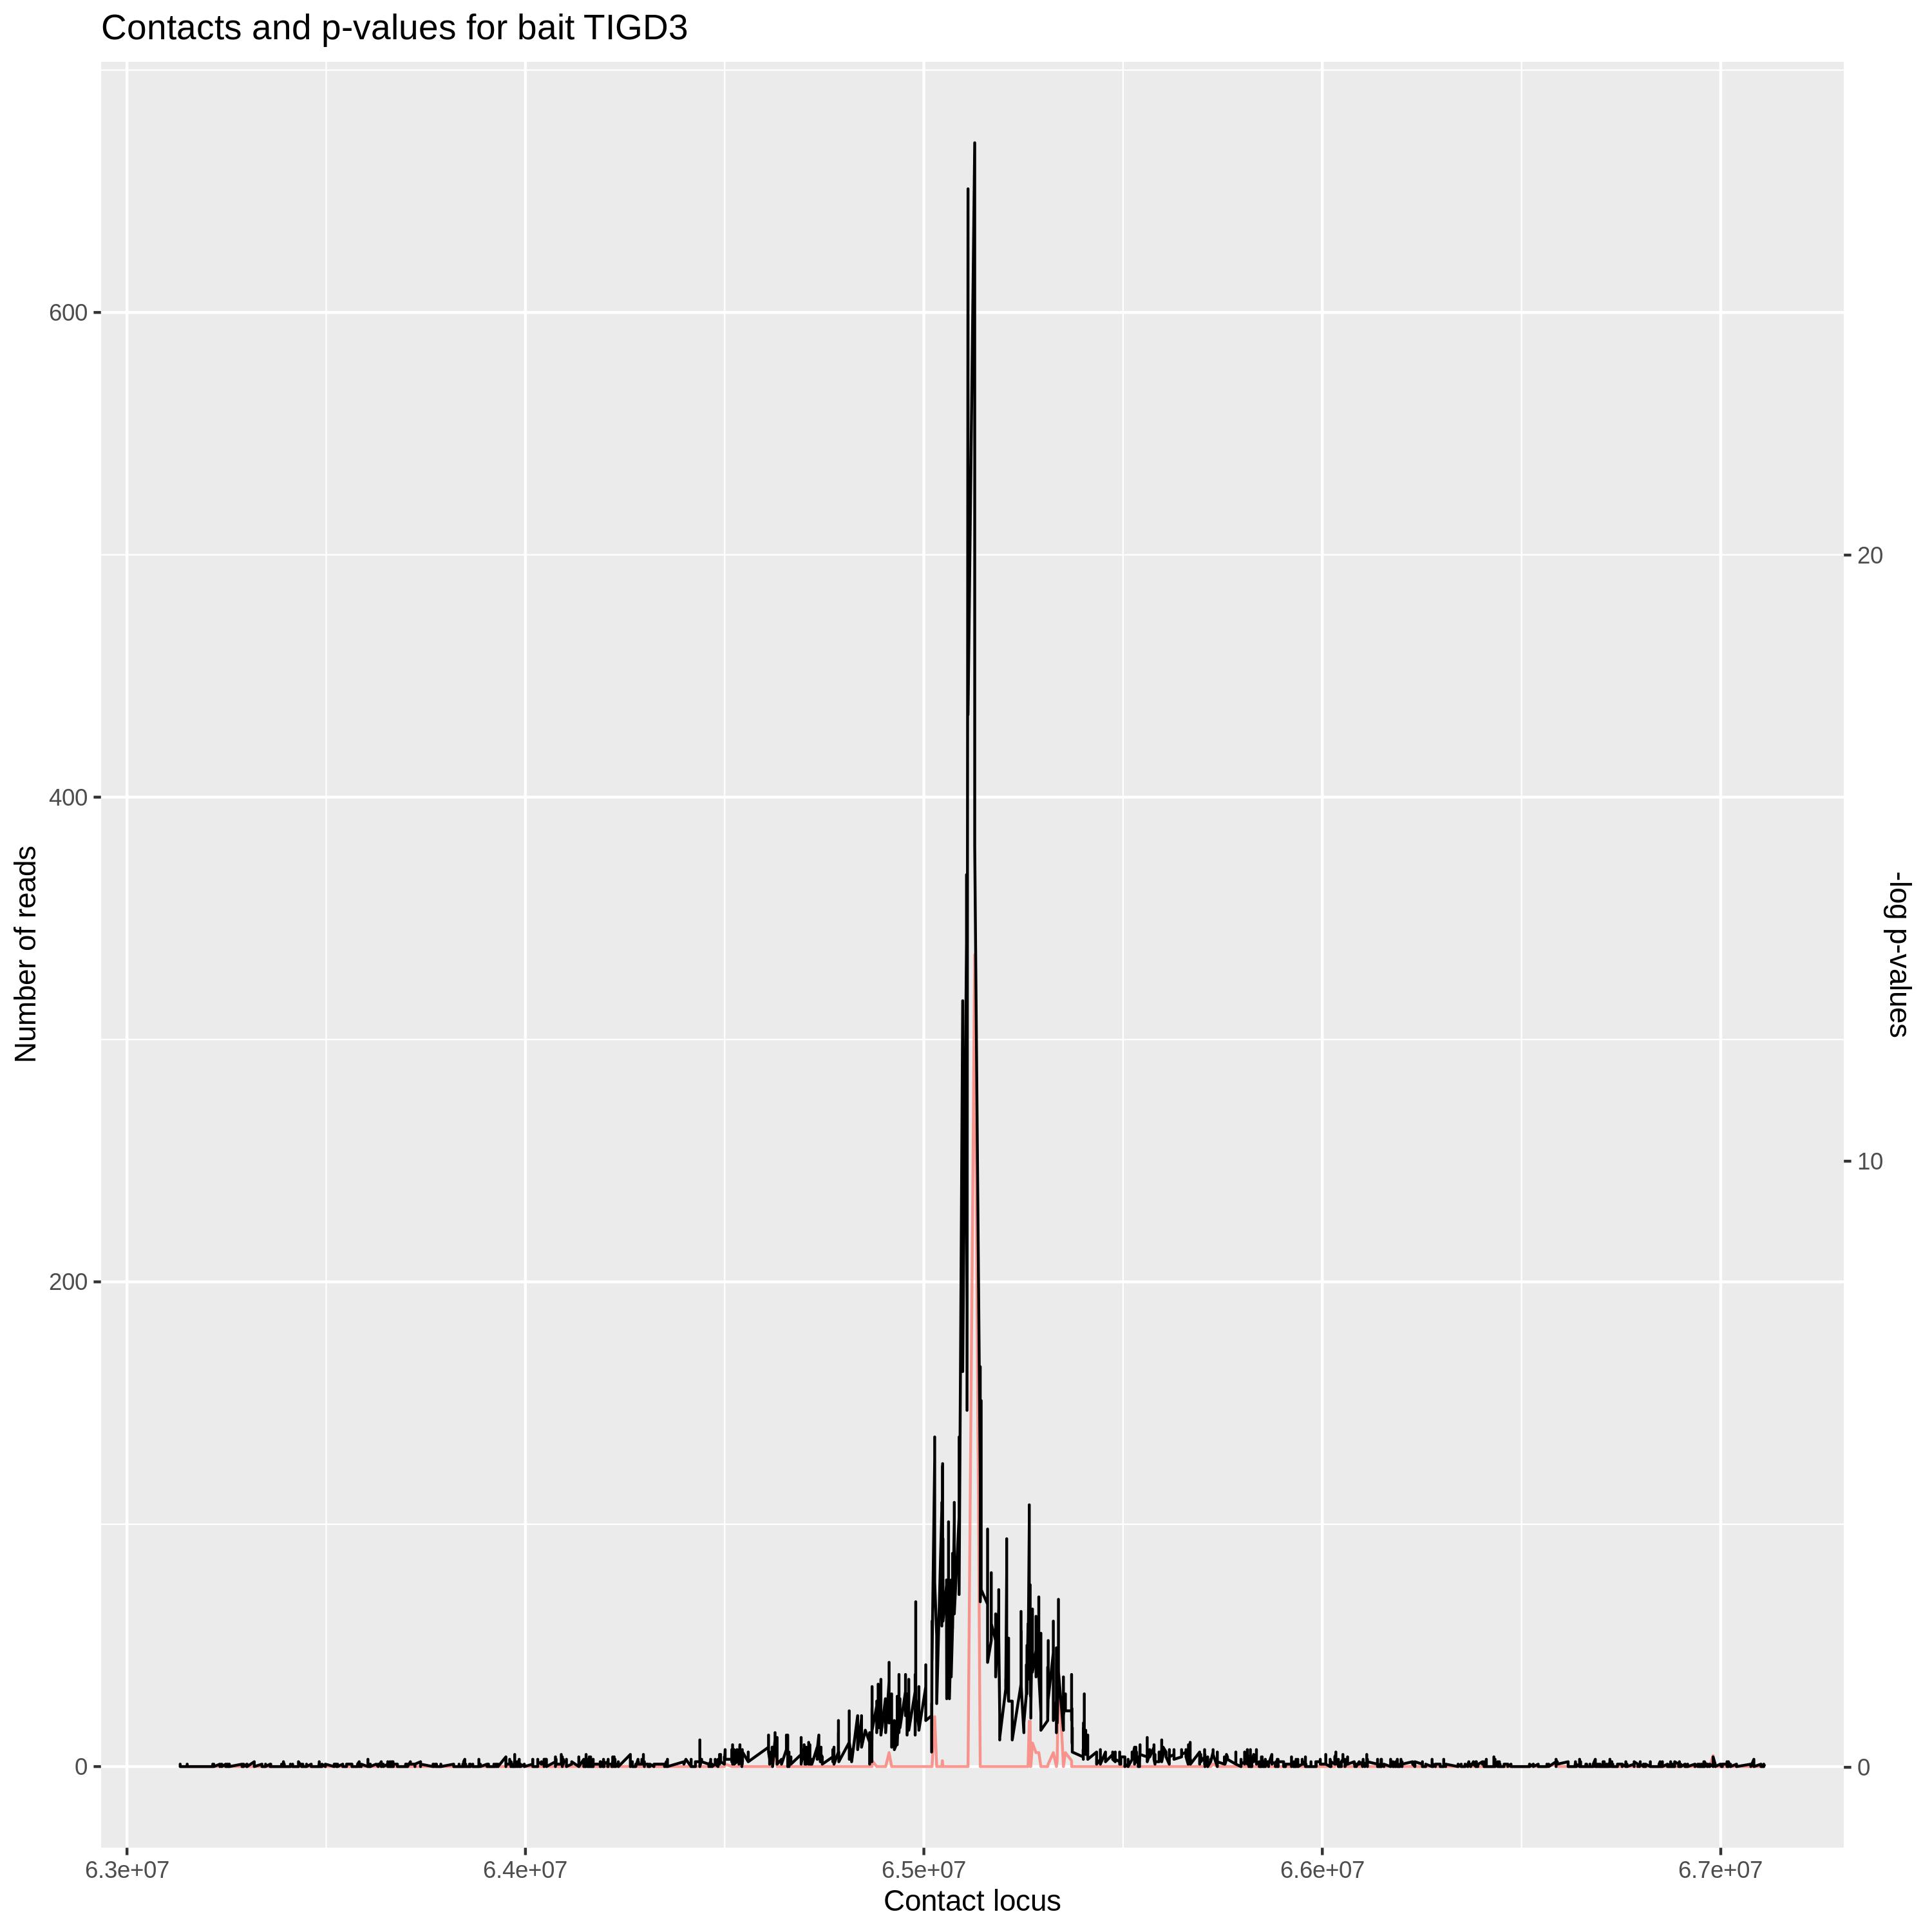 Contacts and p-values for bait TIGD3
600
400
200
0
Number of reads
20
10
0
-log p-values
6.3e+07 6.4e+07 6.5e+07 6.6e+07 6.7e+07
Contact locus